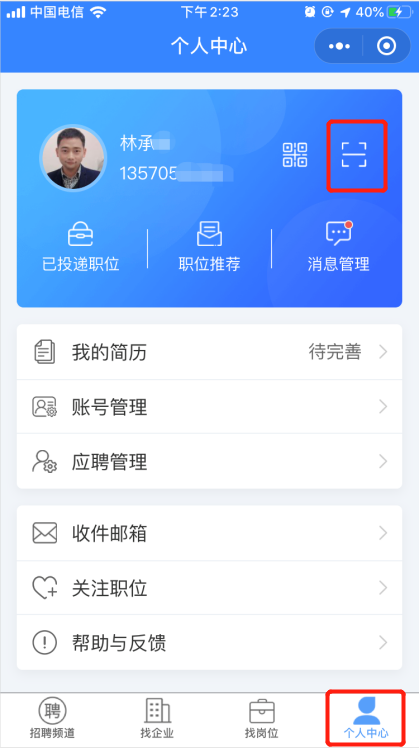 中国电信 下午2:23 40%
个人中心
林承
13570
已投递职位 职位推荐 消息管理
我的简历 待完善
账号管理
应聘管理
收件邮箱
关注职位
帮助与反馈
聘
招聘频道 找企业 找岗位 个人中心